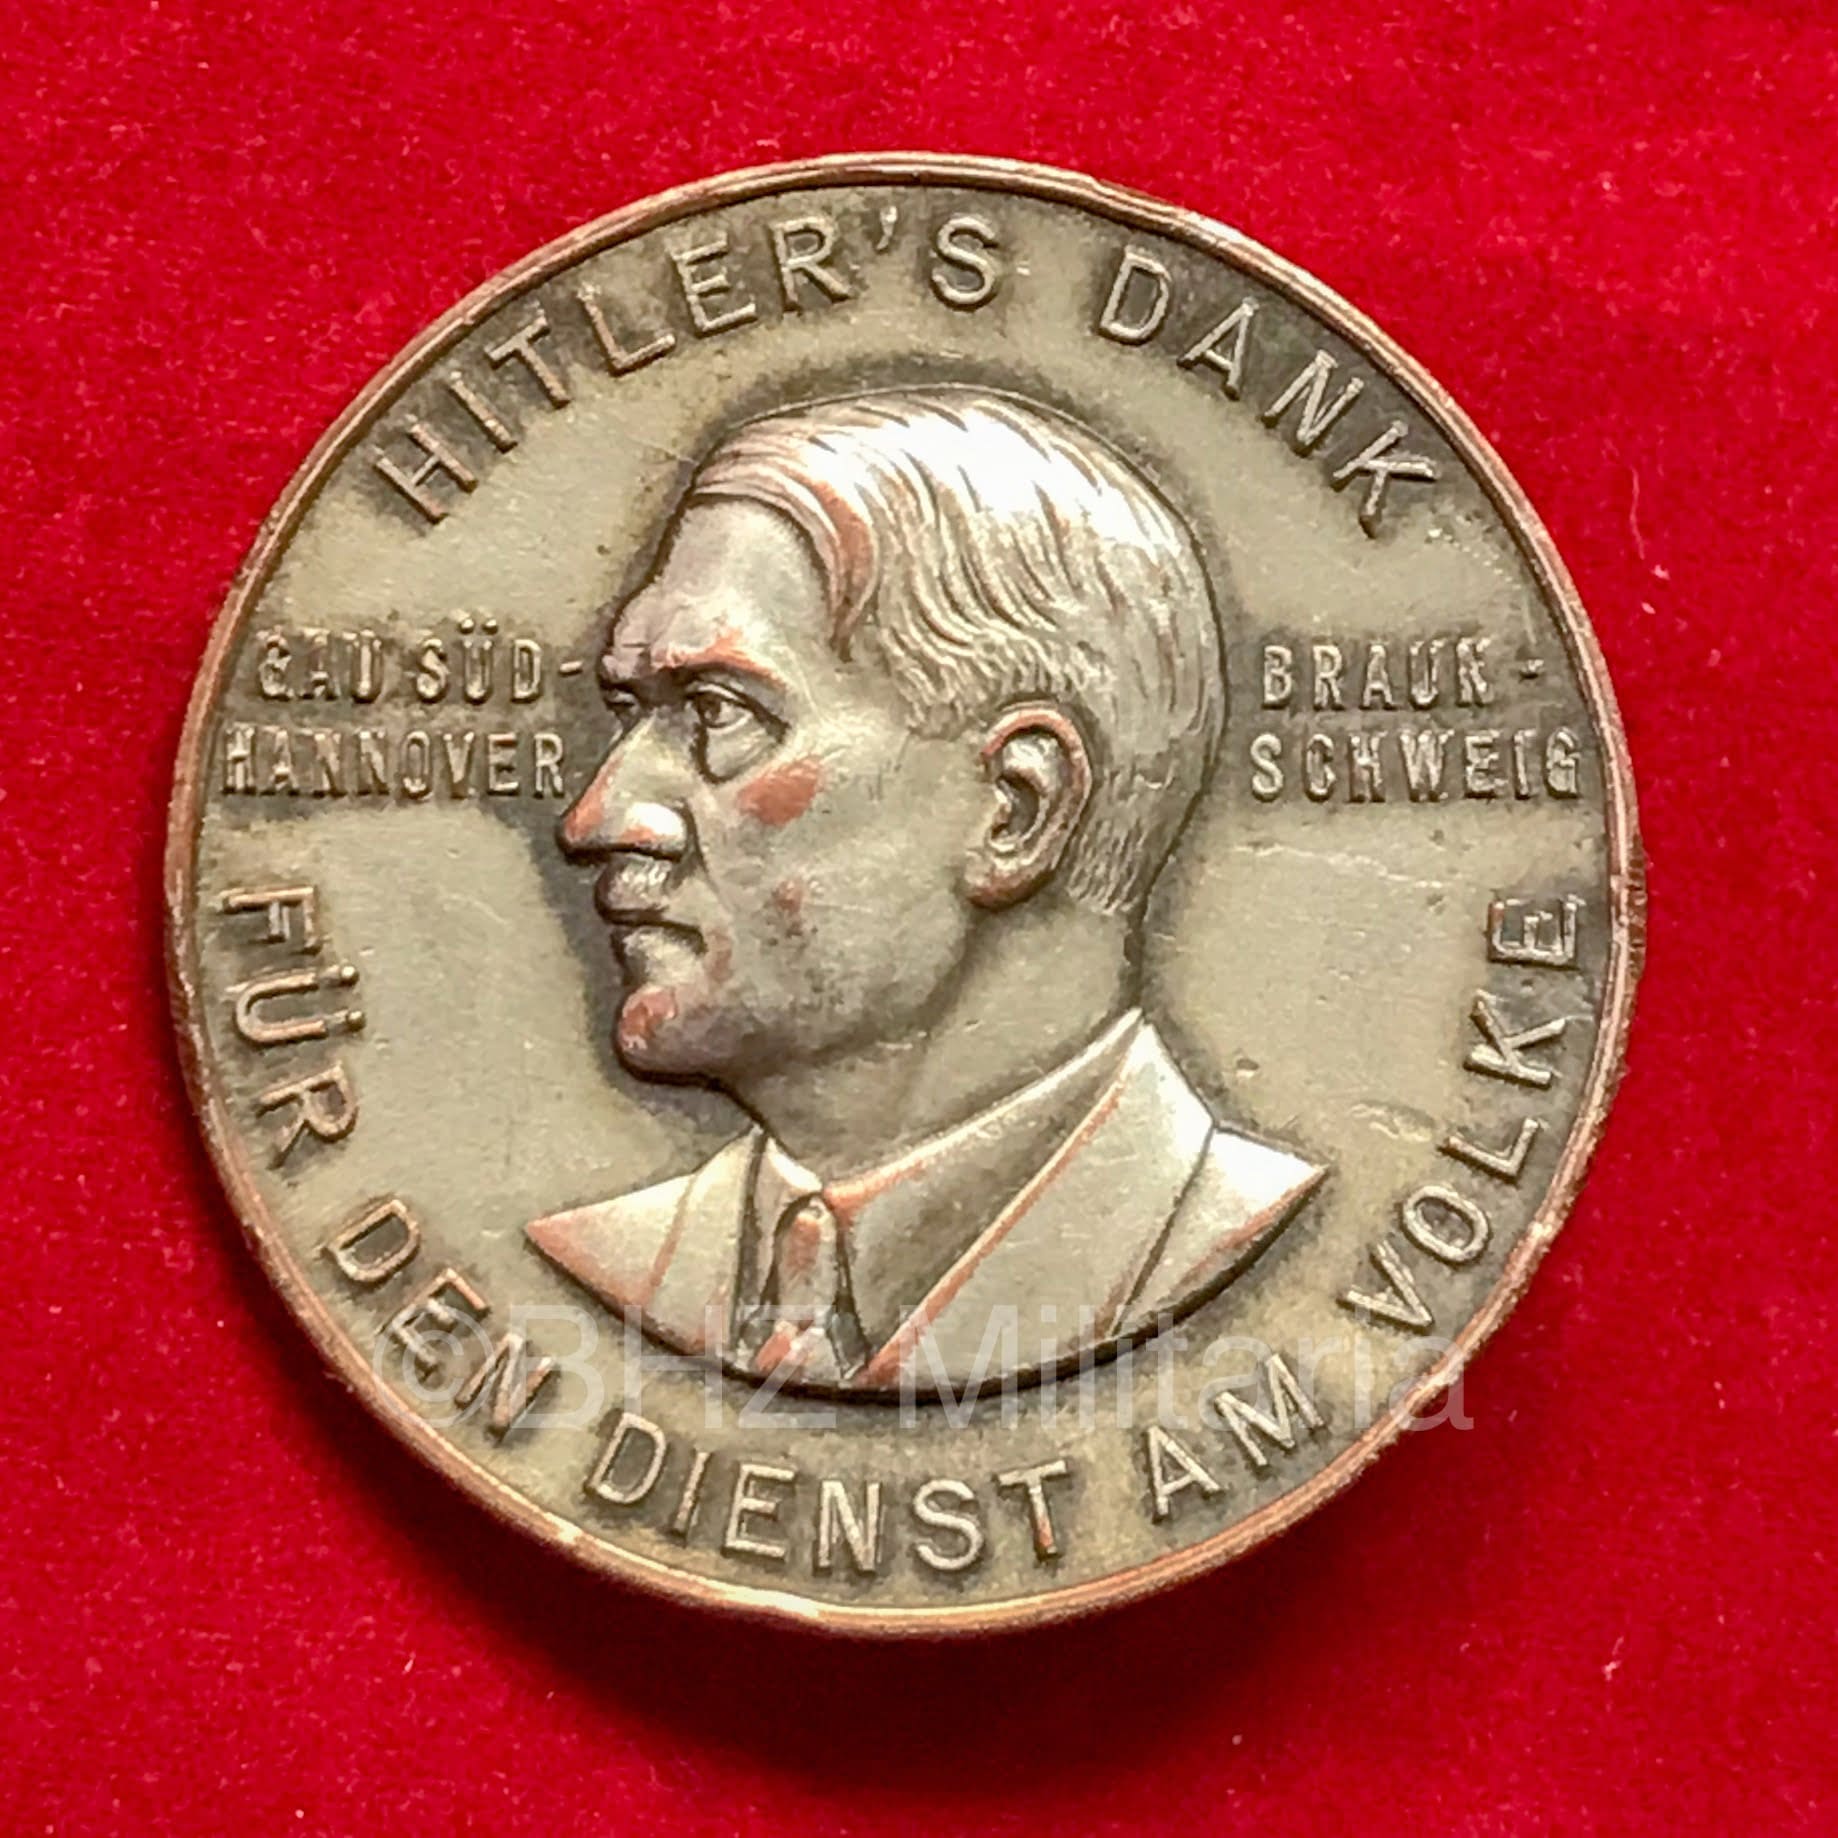 HITLER'S DANK
GAU SÜD-
HANNOVER
BRAUN-
SCHWEIG
FÜR DEN DIENST AM VOLKE
©BHZ Militaria